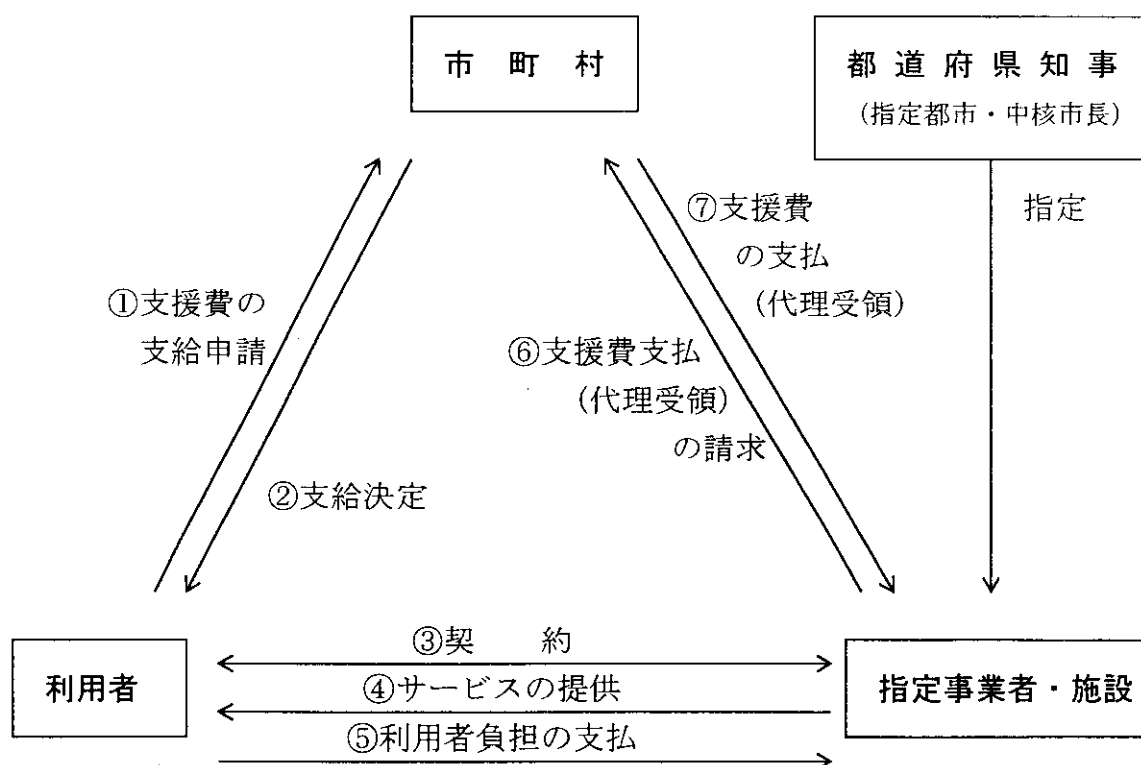 市町村
都道府県知事
(指定都市・中核市長)
⑦支援費
の支払
(代理受領)
指定
①支援費の
支給申請
⑥支援費支払
(代理受領)
の請求
②支給決定
③契　約
利用者
④サービスの提供
指定事業者・施設
⑤利用者負担の支払